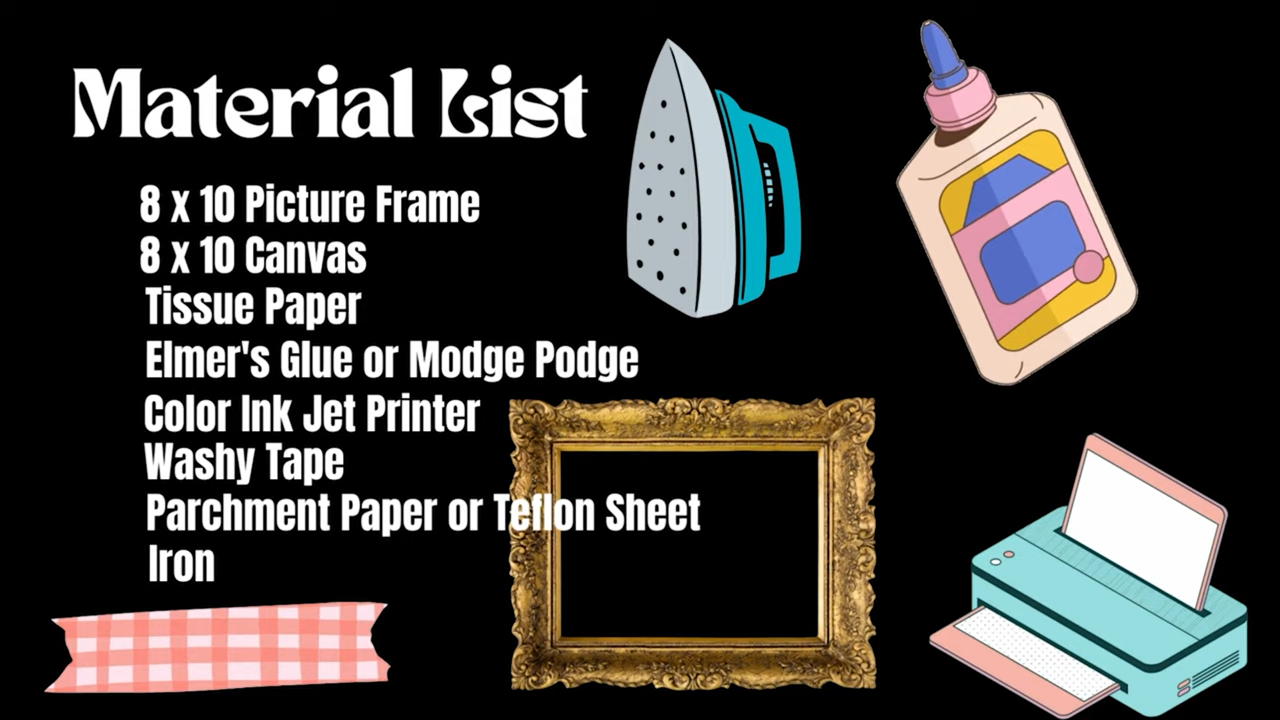 Material List
8 x 10 Picture Frame
8 x 10 Canvas
Tissue Paper
Elmer's Glue or Modge Podge
Color Ink Jet Printer
Washy Tape
Parchment Paper or Teflon Sheet
Iron